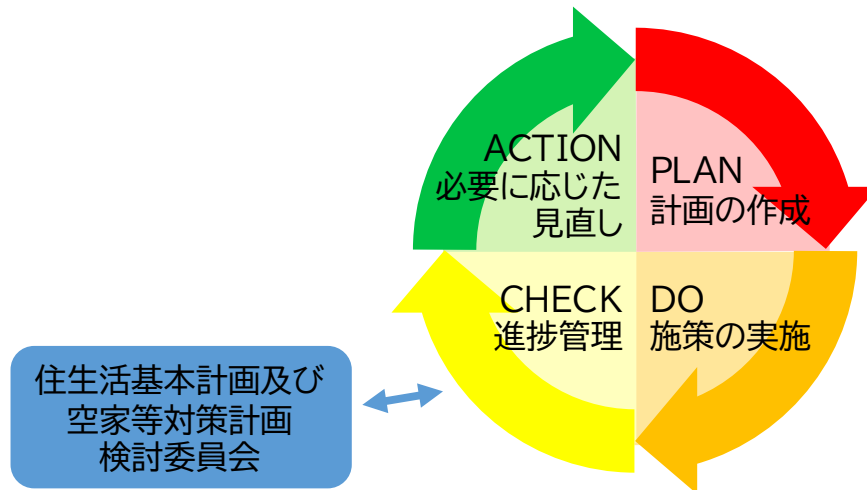 ACTION
必要に応じた
見直し
PLAN
計画の作成
CHECK
進捗管理
DO
施策の実施
住生活基本計画及び
空家等対策計画
検討委員会